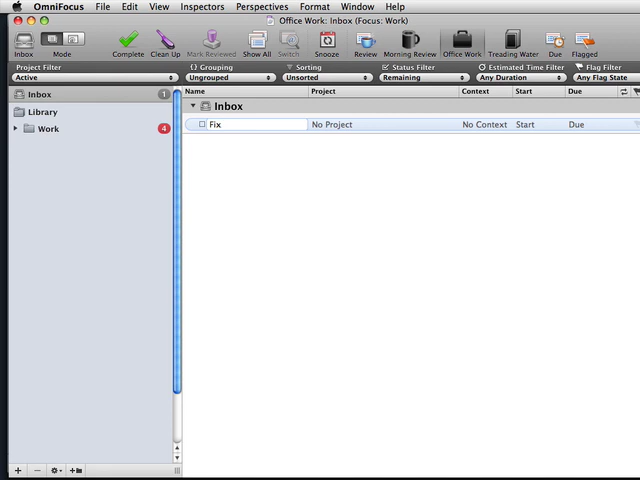 OmniFocus File Edit View Inspectors Perspectives Format Window Help
Office Work: Inbox (Focus: Work)
Inbox Mode Complete Clean Up Mark Reviewed Show All Switch Snooze Review Morning Review Office Work Treading Water Due Flagged
Project Filter Grouping Sorting Status Filter Estimated Time Filter Flag Filter
Active Ungrouped Unsorted Remaining Any Duration Any Flag State
Inbox 1
Library
Work 4
Name Project Context Start Due
Inbox
Fix No Project No Context Start Due